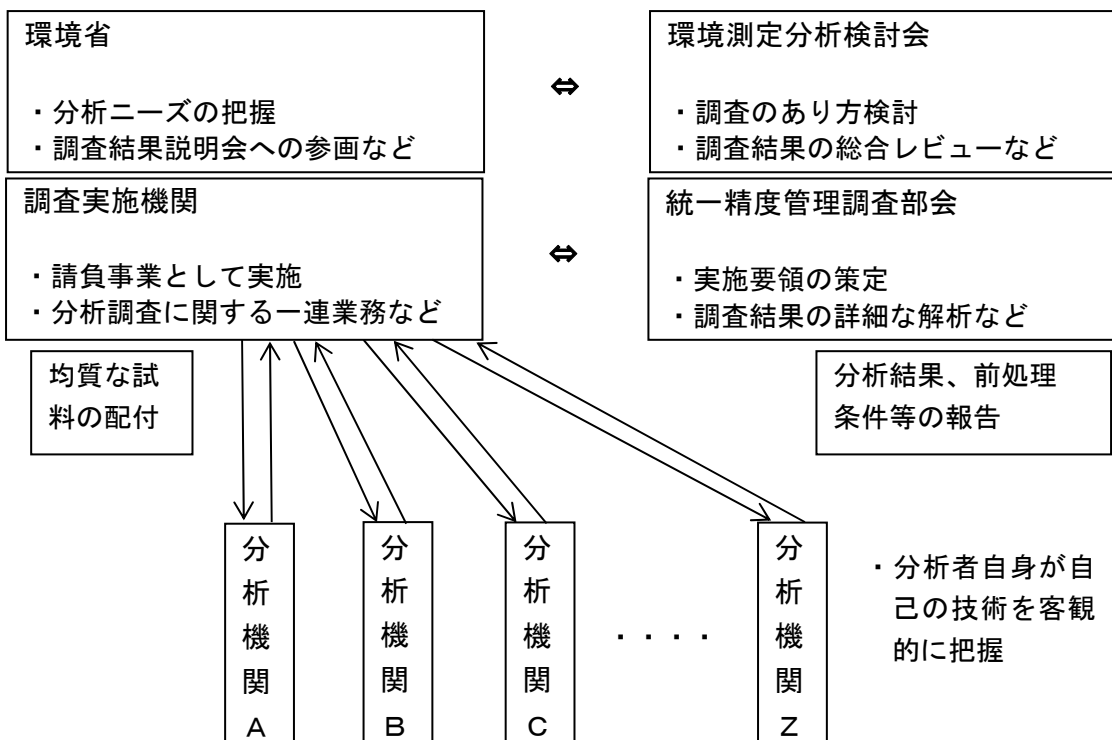 環境省
・分析ニーズの把握
・調査結果説明会への参画など
⇔
環境測定分析検討会
・調査のあり方検討
・調査結果の総合レビューなど
調査実施機関
・請負事業として実施
・分析調査に関する一連業務など
⇔
統一精度管理調査部会
・実施要領の策定
・調査結果の詳細な解析など
均質な試
料の配付
分析結果、前処理
条件等の報告
分析機関A
分析機関B
分析機関C
・・・・
分析機関Z
・分析者自身が自
己の技術を客観
的に把握